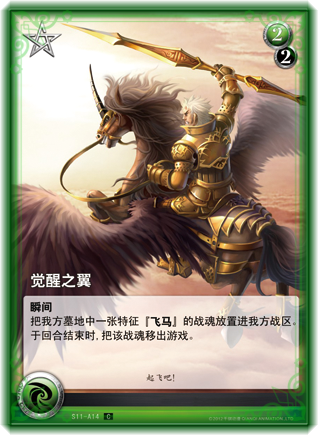 2
2
觉醒之翼
瞬间
把我方墓地中一张特征『飞马』的战魂放置进我方战区。
于回合结束时,把该战魂移出游戏。
起飞吧!
S11-A14 C